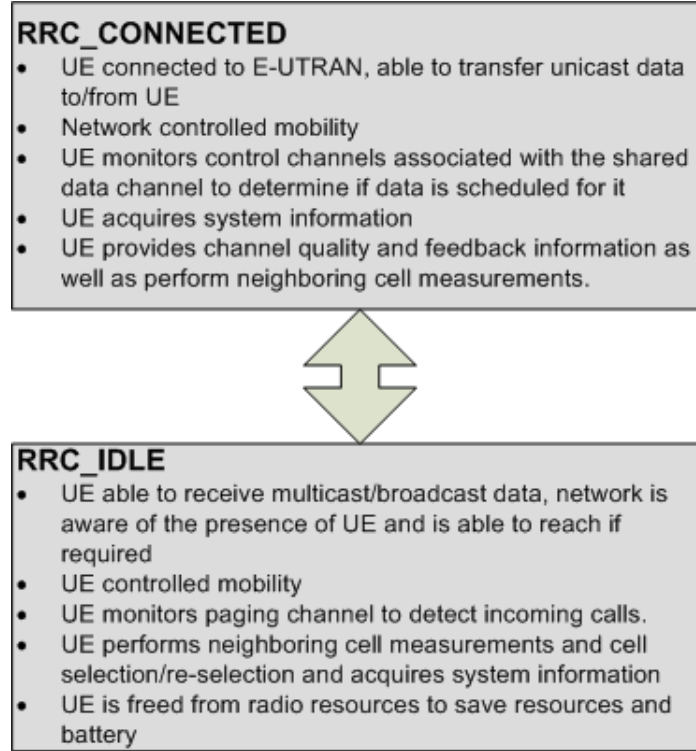 RRC_CONNECTED
• UE connected to E-UTRAN, able to transfer unicast data
to/from UE
• Network controlled mobility
• UE monitors control channels associated with the shared
data channel to determine if data is scheduled for it
• UE acquires system information
• UE provides channel quality and feedback information as
well as perform neighboring cell measurements.
RRC_IDLE
• UE able to receive multicast/broadcast data, network is
aware of the presence of UE and is able to reach if
required
• UE controlled mobility
• UE monitors paging channel to detect incoming calls.
• UE performs neighboring cell measurements and cell
selection/re-selection and acquires system information
• UE is freed from radio resources to save resources and
battery